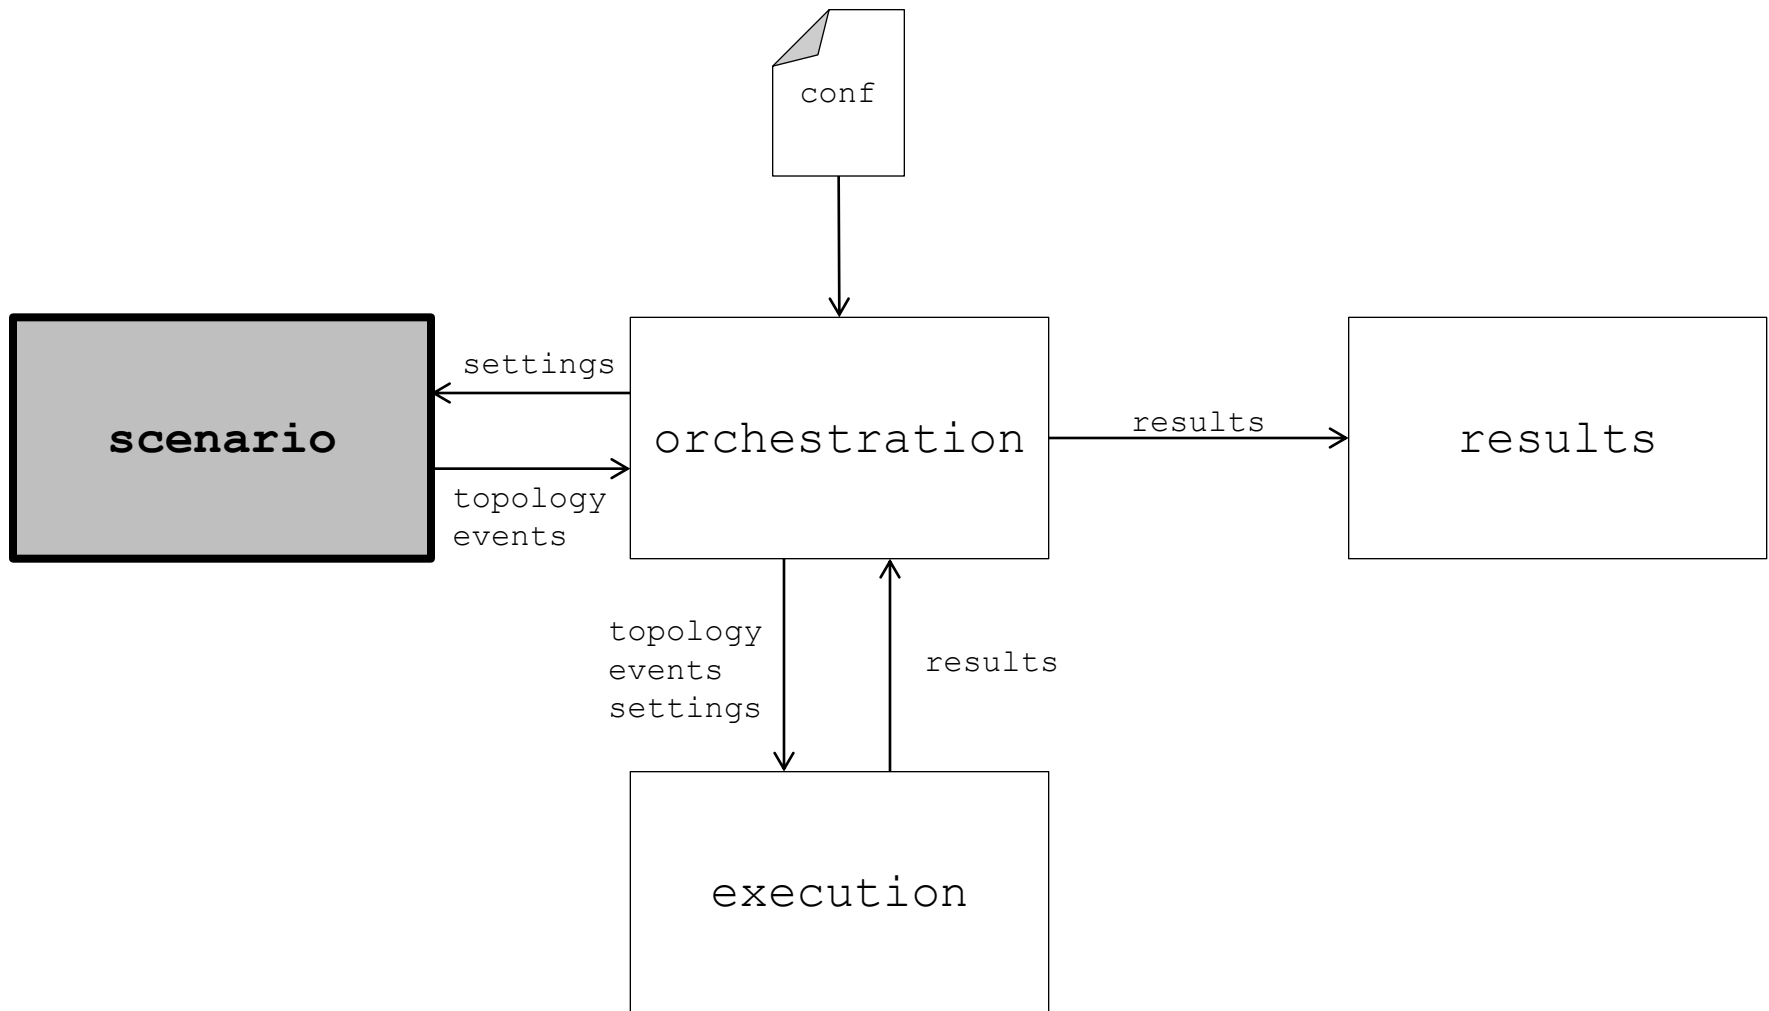 conf
settings
scenario
orchestration
results
results
topology
events
topology
events
settings
results
execution